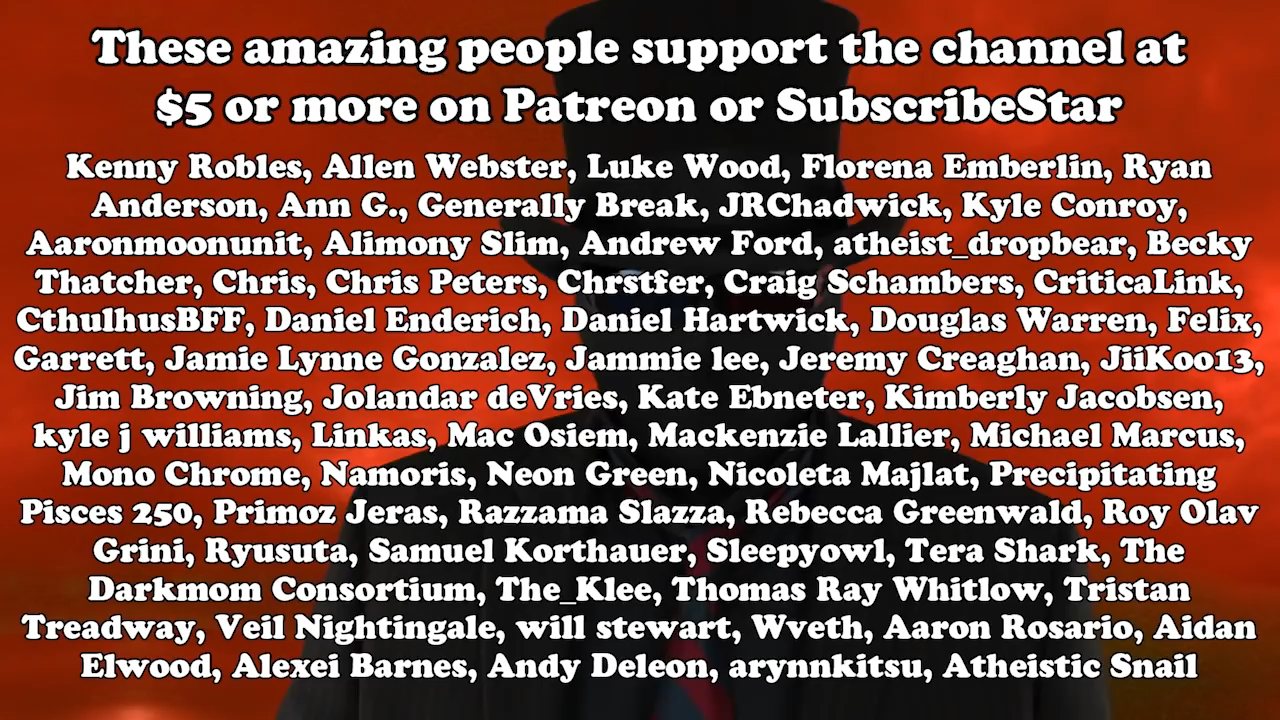 These amazing people support the channel at
$5 or more on Patreon or SubscribeStar
Kenny Robles, Allen Webster, Luke Wood, Florena Emberlin, Ryan
Anderson, Ann G., Generally Break, JRChadwick, Kyle Conroy,
Aaronmoonunit, Alimony Slim, Andrew Ford, atheist_dropbear, Becky
Thatcher, Chris, Chris Peters, Chrstfer, Craig Schambers, CriticaLink,
CthulhusBFF, Daniel Enderich, Daniel Hartwick, Douglas Warren, Felix,
Garrett, Jamie Lynne Gonzalez, Jammie lee, Jeremy Creaghan, JiiKoo13,
Jim Browning, Jolandar deVries, Kate Ebneter, Kimberly Jacobsen,
kyle j williams, Linkas, Mac Osiem, Mackenzie Lallier, Michael Marcus,
Mono Chrome, Namoris, Neon Green, Nicoleta Majlat, Precipitating
Pisces 250, Primoz Jeras, Razzama Slazza, Rebecca Greenwald, Roy Olav
Grini, Ryusuta, Samuel Korthauer, Sleepyowl, Tera Shark, The
Darkmom Consortium, The_Klee, Thomas Ray Whitlow, Tristan
Treadway, Veil Nightingale, will stewart, Wveth, Aaron Rosario, Aidan
Elwood, Alexei Barnes, Andy Deleon, arynnkitsu, Atheistic Snail